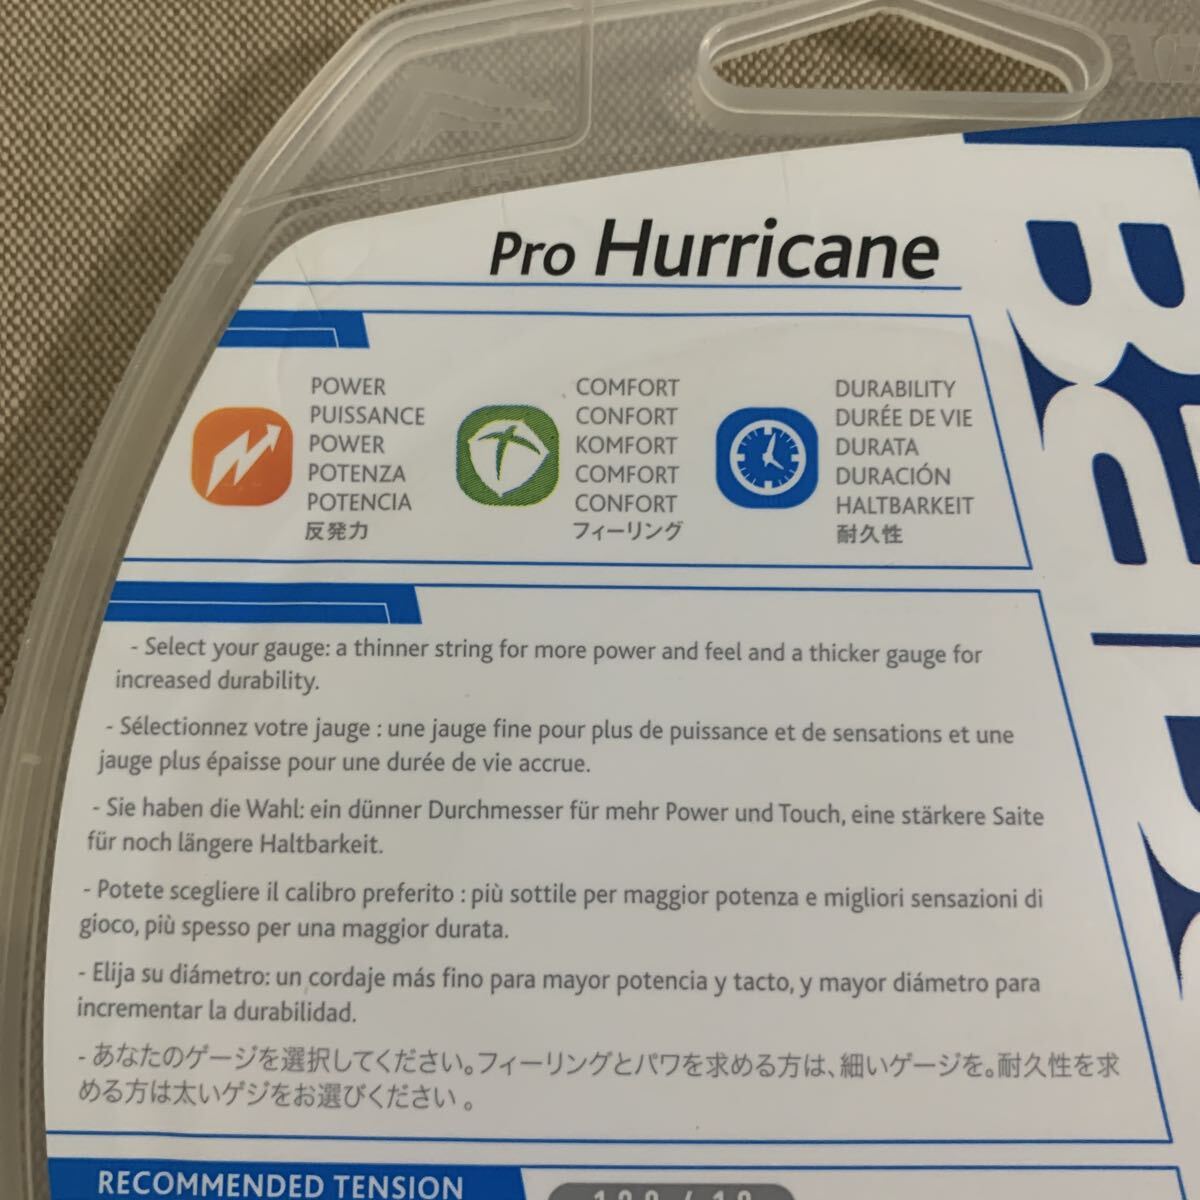 Pro Hurricane
POWER
PUISSANCE
POWER
POTENZA
POTENCIA
反発力
COMFORT
CONFORT
KOMFORT
COMFORT
CONFORT
フィーリング
DURABILITY
DURÉE DE VIE
DURATA
DURACIÓN
HALTBARKEIT
耐久性
- Select your gauge: a thinner string for more power and feel and a thicker gauge for
increased durability.
- Sélectionnez votre jauge : une jauge fine pour plus de puissance et de sensations et une
jauge plus épaisse pour une durée de vie accrue.
- Sie haben die Wahl: ein dünner Durchmesser für mehr Power und Touch, eine stärkere Saite
für noch längere Haltbarkeit.
- Potete scegliere il calibro preferito : più sottile per maggior potenza e migliori sensazioni di
gioco, più spesso per una maggior durata.
- Elija su diámetro: un cordaje más fino para mayor potencia y tacto, y mayor diámetro para
incrementar la durabilidad.
- あなたのゲージを選択してください。フィーリングとパワを求める方は、細いゲージを。耐久性を求
める方は太いゲジをお選びください 。
RECOMMENDED TENSION